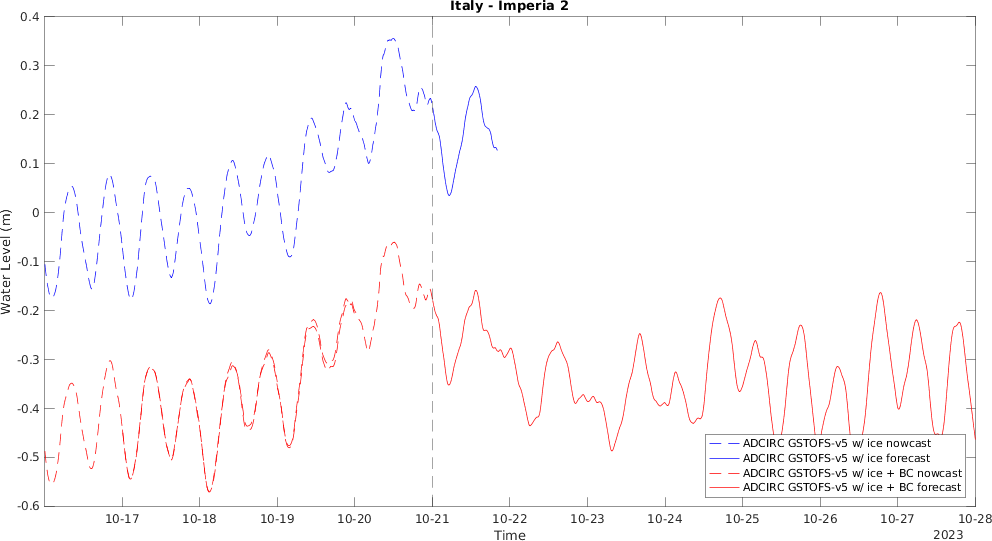 Italy - Imperia 2
Water Level (m)
0.4
0.3
0.2
0.1
0
-0.1
-0.2
-0.3
-0.4
-0.5
-0.6
ADCIRC GSTOFS-v5 w/ ice nowcast
ADCIRC GSTOFS-v5 w/ ice forecast
ADCIRC GSTOFS-v5 w/ ice + BC nowcast
ADCIRC GSTOFS-v5 w/ ice + BC forecast
10-17 10-18 10-19 10-20 10-21 10-22 10-23 10-24 10-25 10-26 10-27 10-28
Time
2023